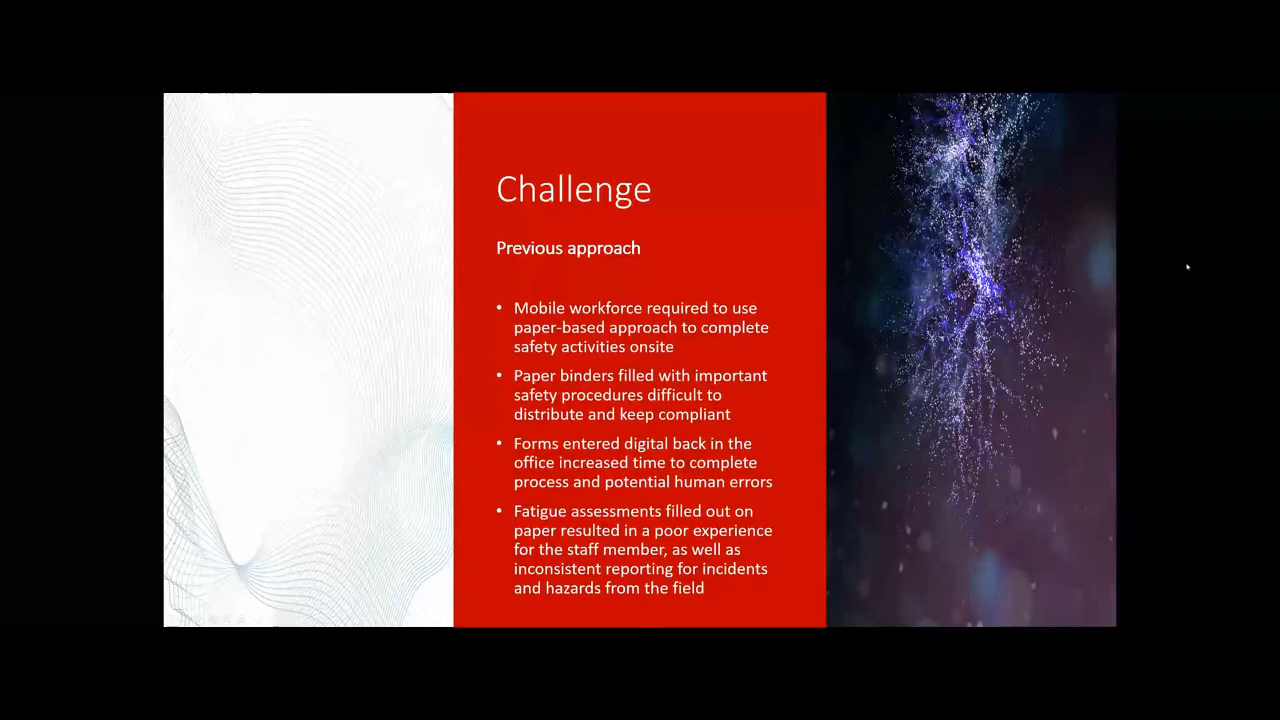 Challenge
Previous approach
• Mobile workforce required to use
paper-based approach to complete
safety activities onsite
• Paper binders filled with important
safety procedures difficult to
distribute and keep compliant
• Forms entered digital back in the
office increased time to complete
process and potential human errors
• Fatigue assessments filled out on
paper resulted in a poor experience
for the staff member, as well as
inconsistent reporting for incidents
and hazards from the field